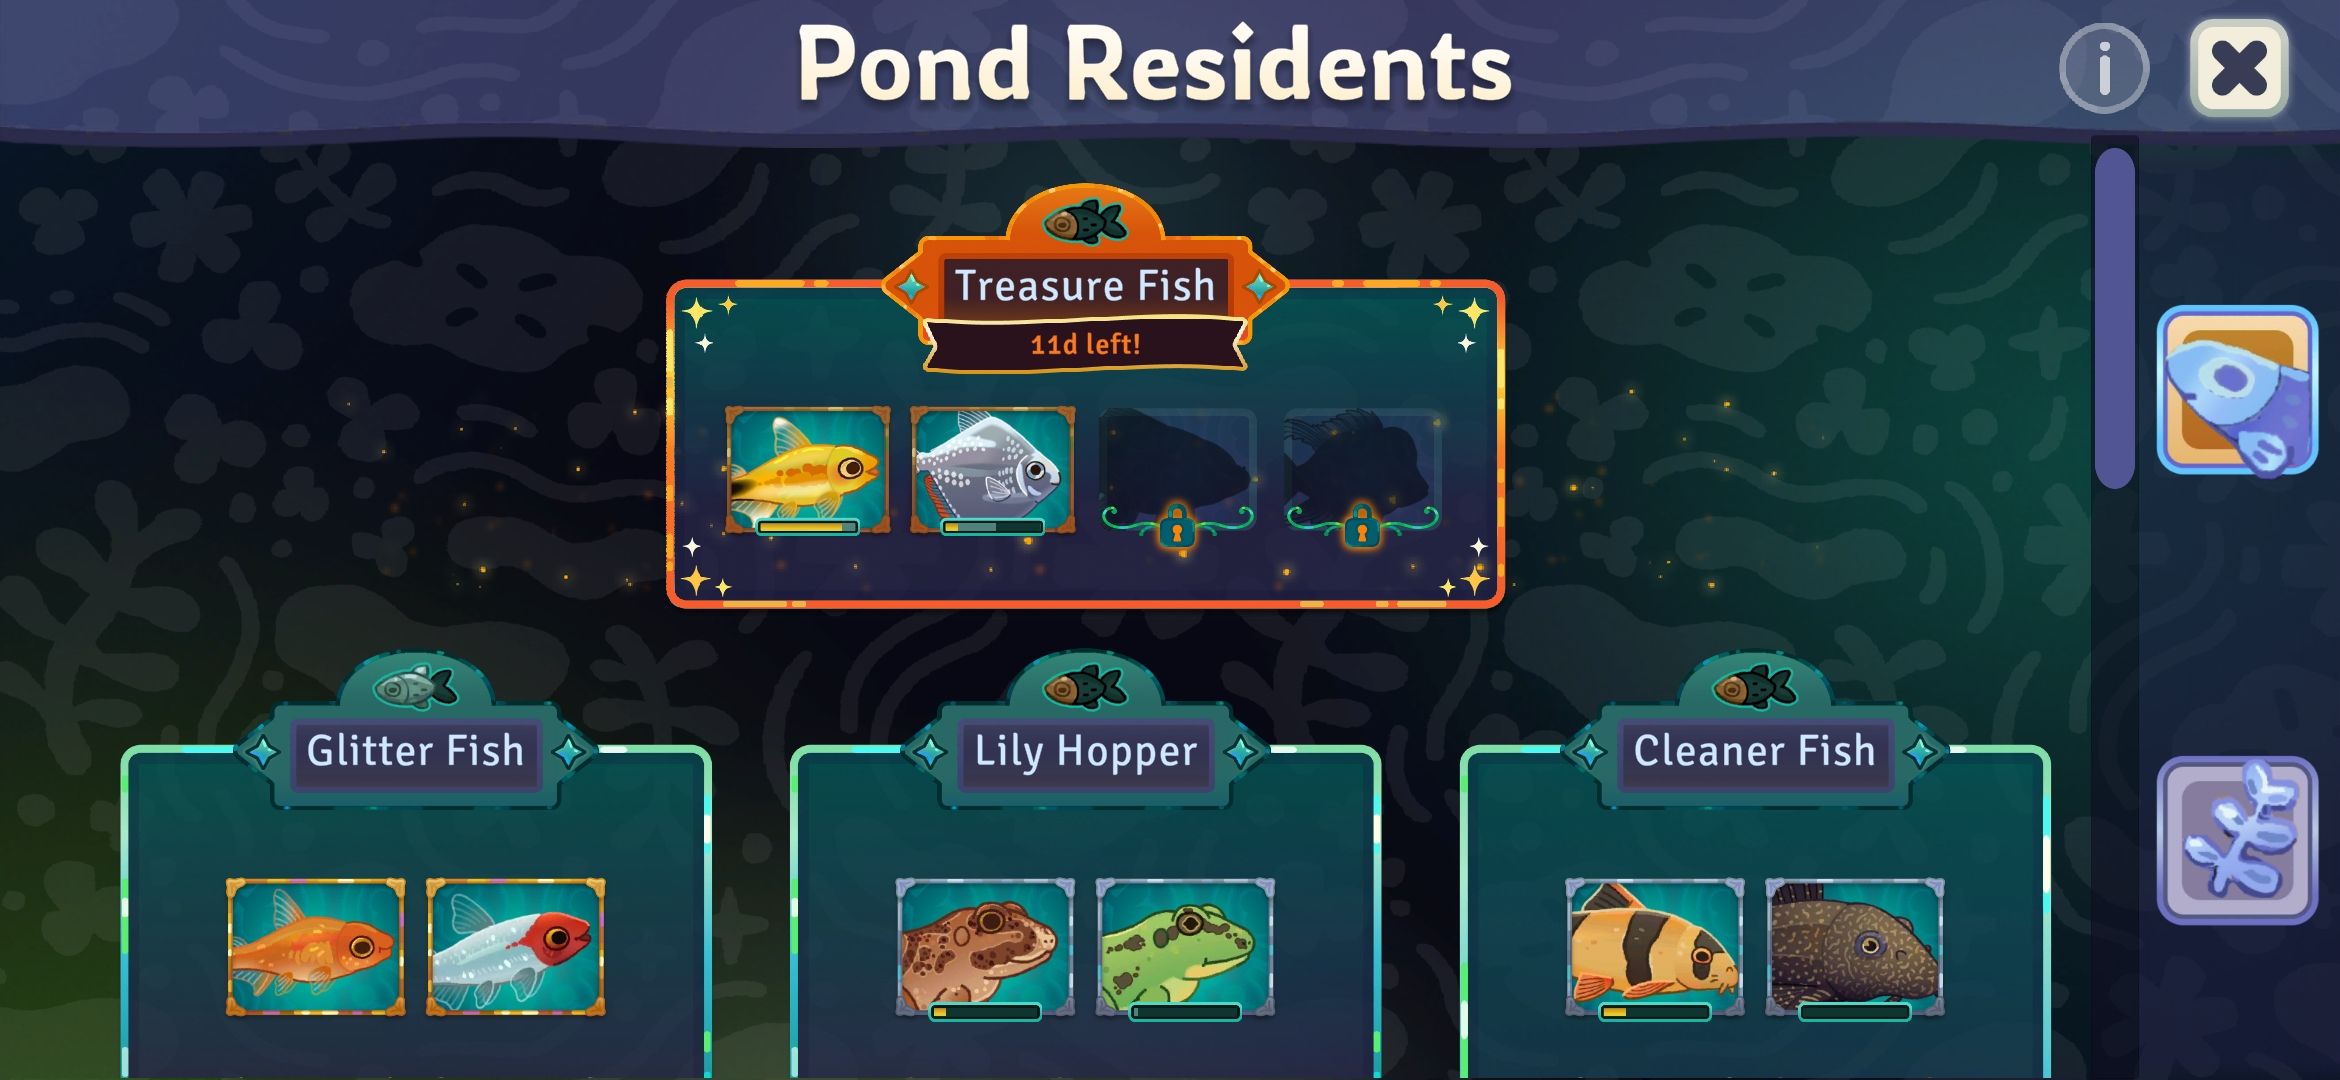 Pond Residents
Treasure Fish
11d left!
Glitter Fish
Lily Hopper
Cleaner Fish